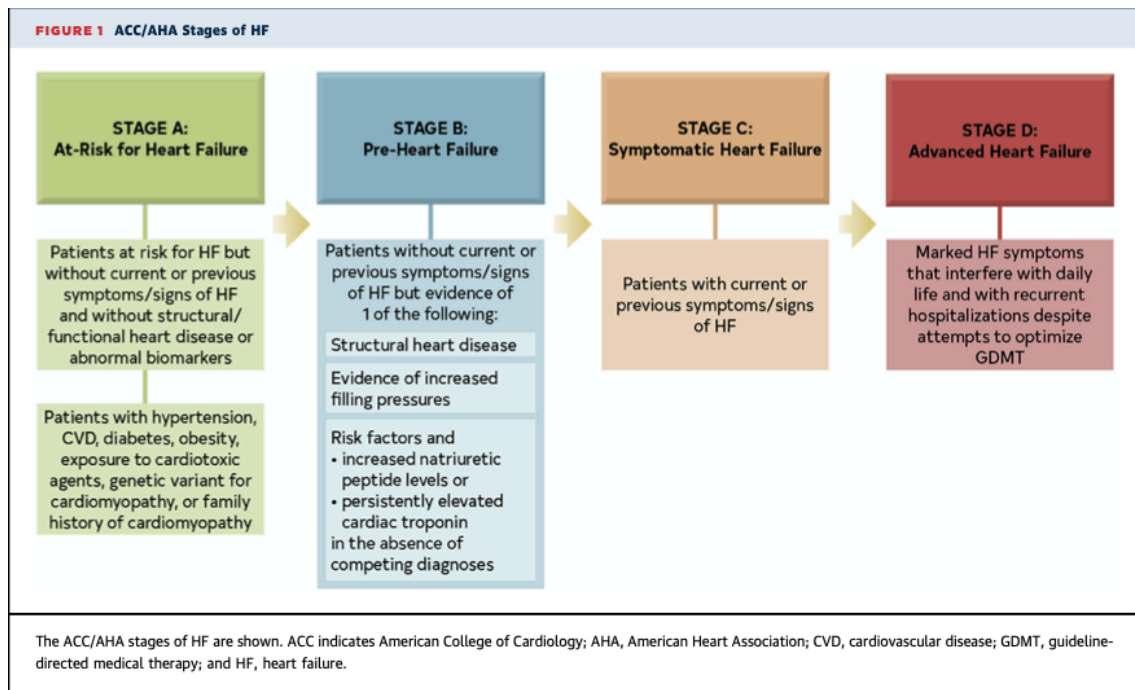 FIGURE 1 ACC/AHA Stages of HF
STAGE A:
At-Risk for Heart Failure
Patients at risk for HF but
without current or previous
symptoms/signs of HF
and without structural/
functional heart disease or
abnormal biomarkers
Patients with hypertension,
CVD, diabetes, obesity,
exposure to cardiotoxic
agents, genetic variant for
cardiomyopathy, or family
history of cardiomyopathy
STAGE B:
Pre-Heart Failure
Patients without current or
previous symptoms/signs
of HF but evidence of
1 of the following:
Structural heart disease
Evidence of increased
filling pressures
Risk factors and
• increased natriuretic
peptide levels or
• persistently elevated
cardiac troponin
in the absence of
competing diagnoses
STAGE C:
Symptomatic Heart Failure
Patients with current or
previous symptoms/signs
of HF
STAGE D:
Advanced Heart Failure
Marked HF symptoms
that interfere with daily
life and with recurrent
hospitalizations despite
attempts to optimize
GDMT
The ACC/AHA stages of HF are shown. ACC indicates American College of Cardiology; AHA, American Heart Association; CVD, cardiovascular disease; GDMT, guideline-
directed medical therapy; and HF, heart failure.